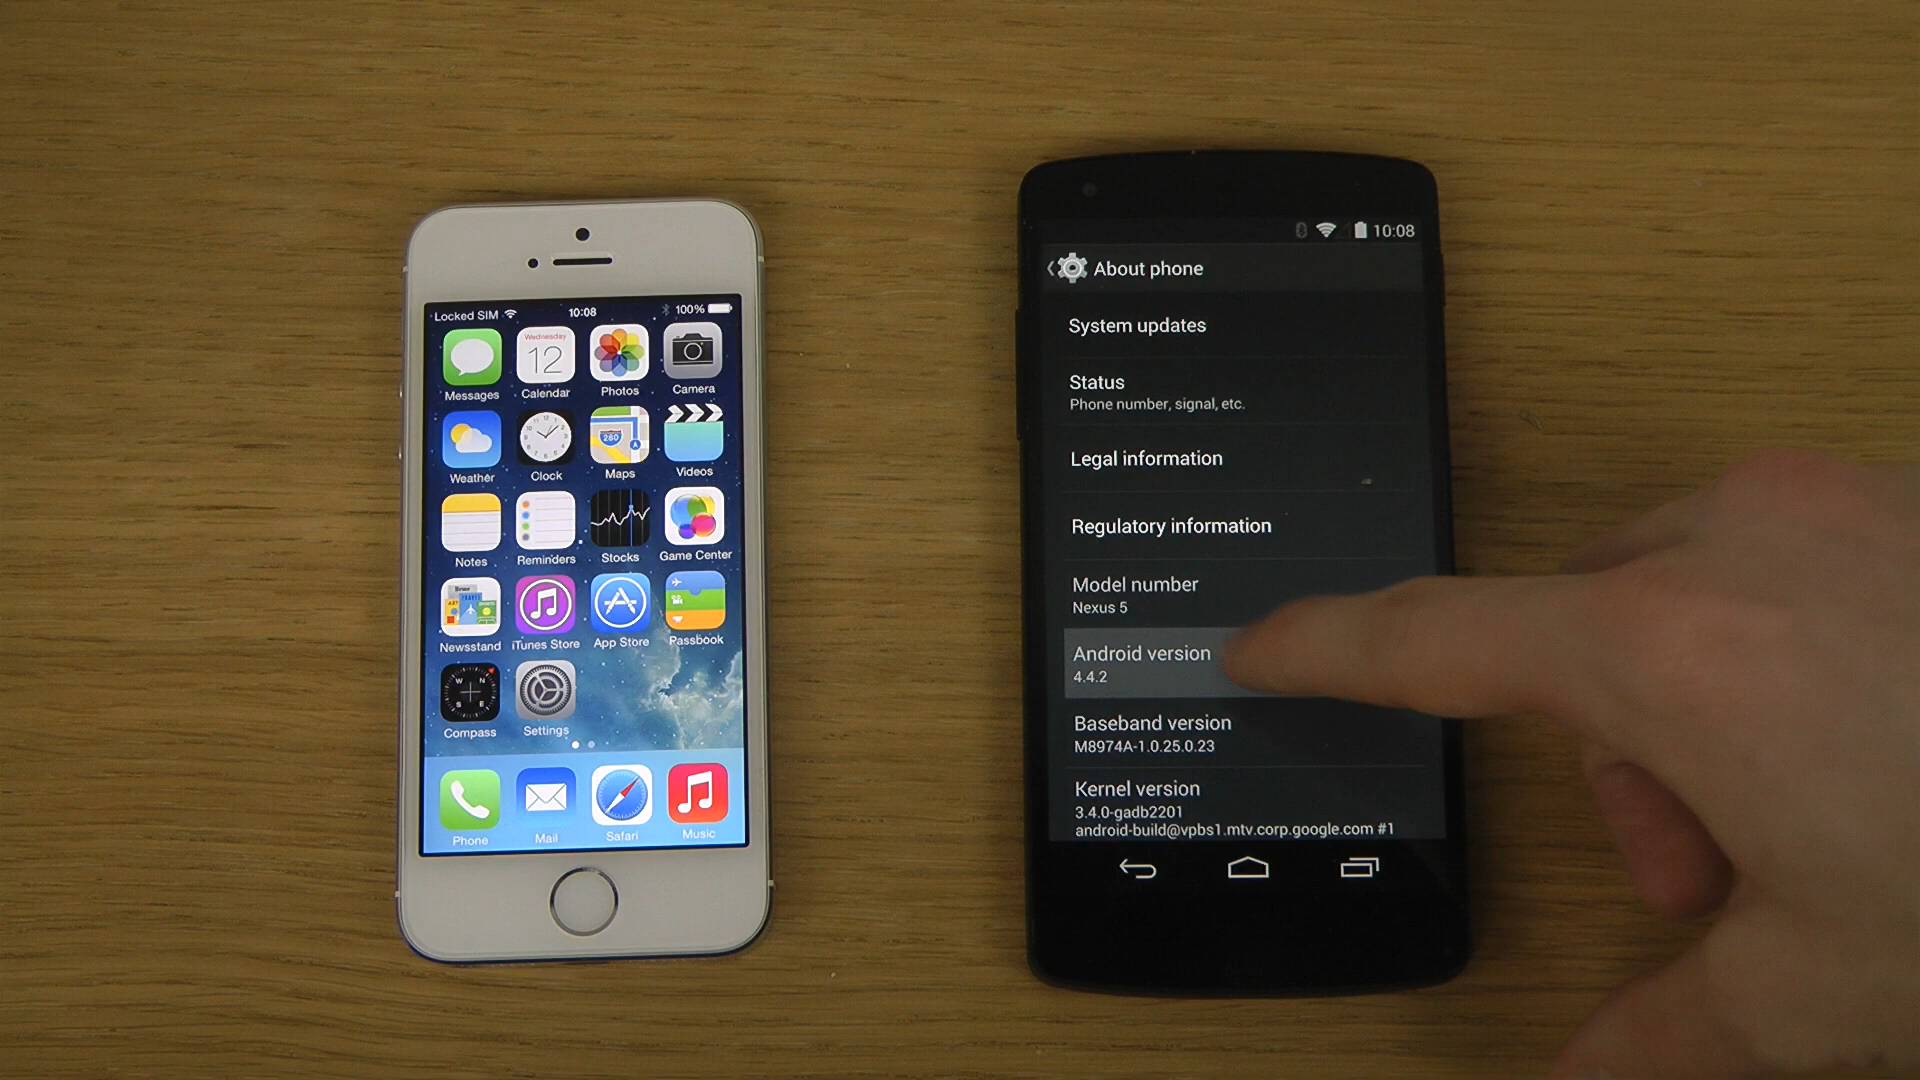 Locked SIM 10:08 100%
Wednesday
12
Messages Calendar Photos Camera
280
Weather Clock Maps Videos
Notes Reminders Stocks Game Center
Newsstand iTunes Store App Store Passbook
W N
S E
Compass Settings
Phone Mail Safari Music
10:08
About phone
System updates
Status
Phone number, signal, etc.
Legal information
Regulatory information
Model number
Nexus 5
Android version
4.4.2
Baseband version
M8974A-1.0.25.0.23
Kernel version
3.4.0-gadb2201
android-build@vpbs1.mtv.corp.google.com #1